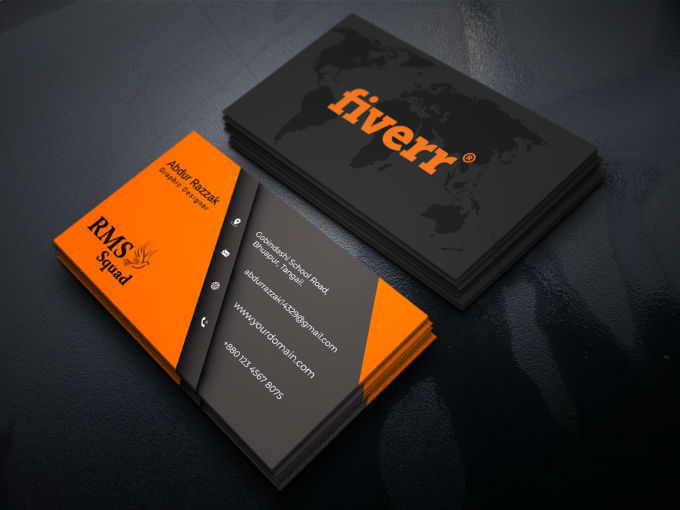 fiverr®
Abdur Razzak
Graphic Designer
RMS
Squad
Gobindashi School Road,
Bhuapur, Tangail.
abdurrazzak14329@gmail.com
www.yourdomain.com
+880 123 4567 8075